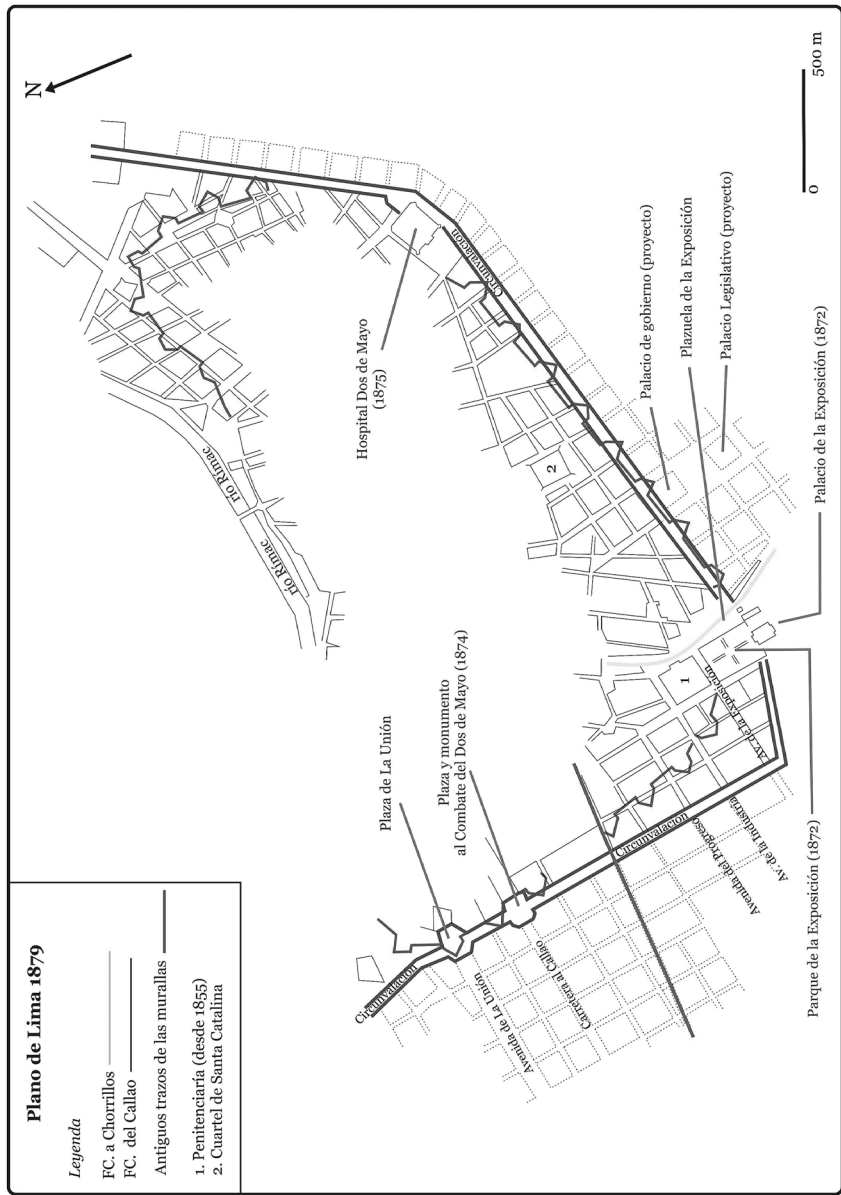 Plano de Lima 1879
Leyenda
FC. a Chorrillos
FC. del Callao
Antiguos trazos de las murallas
1. Penitenciaría (desde 1855)
2. Cuartel de Santa Catalina
Circunvalación
Plaza de La Unión
Plaza y monumento
al Combate del Dos de Mayo (1874)
Avenida de La Unión
Carretera al Callao
Circunvalación
Avenida del Progreso
Av. de la Industria
Av. de la Exposición
Parque de la Exposición (1872)
1
río Rímac
río Rímac
Hospital Dos de Mayo
(1875)
2
Circunvalación
Palacio de gobierno (proyecto)
Plazuela de la Exposición
Palacio Legislativo (proyecto)
Palacio de la Exposición (1872)
N
0
500 m